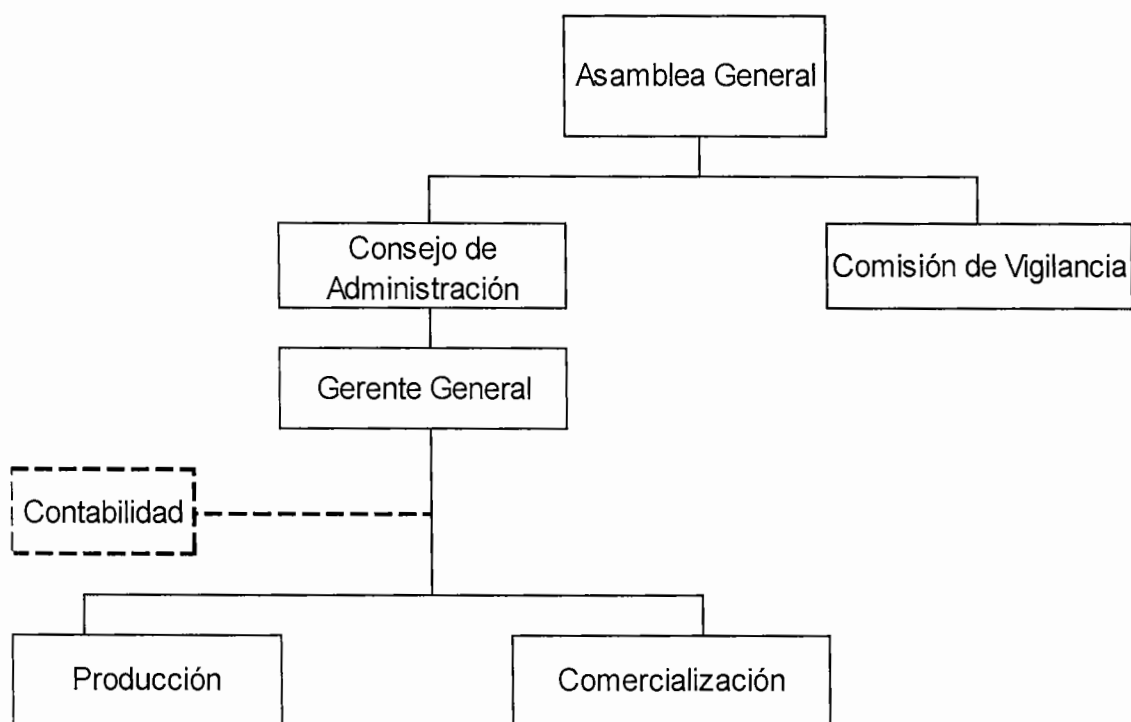 Asamblea General
Consejo de
Administración
Comisión de Vigilancia
Gerente General
Contabilidad
Producción
Comercialización